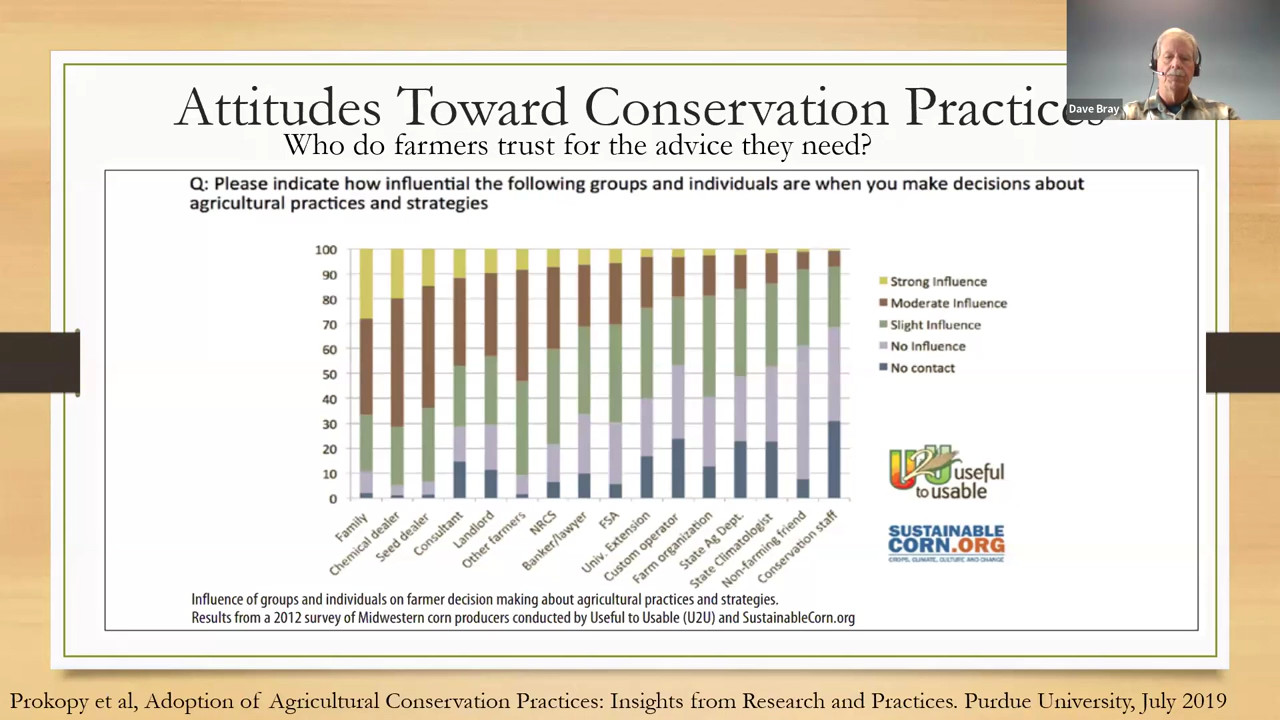 Attitudes Toward Conservation Practices
Dave Bray
Who do farmers trust for the advice they need?
Q: Please indicate how influential the following groups and individuals are when you make decisions about
agricultural practices and strategies
100
90
80
70
60
50
40
30
20
10
0
Strong Influence
Moderate Influence
Slight Influence
No Influence
No contact
Family
Chemical dealer
Seed dealer
Consultant
Landlord
Other farmers
NRCS
Banker/lawyer
FSA
Univ. Extension
Custom operator
Farm organization
State Ag Dept.
State Climatologist
Non-farming friend
Conservation staff
U2U useful
to usable
SUSTAINABLE
CORN.ORG
CROPS, CLIMATE, CULTURE AND CHANGE
Influence of groups and individuals on farmer decision making about agricultural practices and strategies.
Results from a 2012 survey of Midwestern corn producers conducted by Useful to Usable (U2U) and SustainableCorn.org
Prokopy et al, Adoption of Agricultural Conservation Practices: Insights from Research and Practices. Purdue University, July 2019